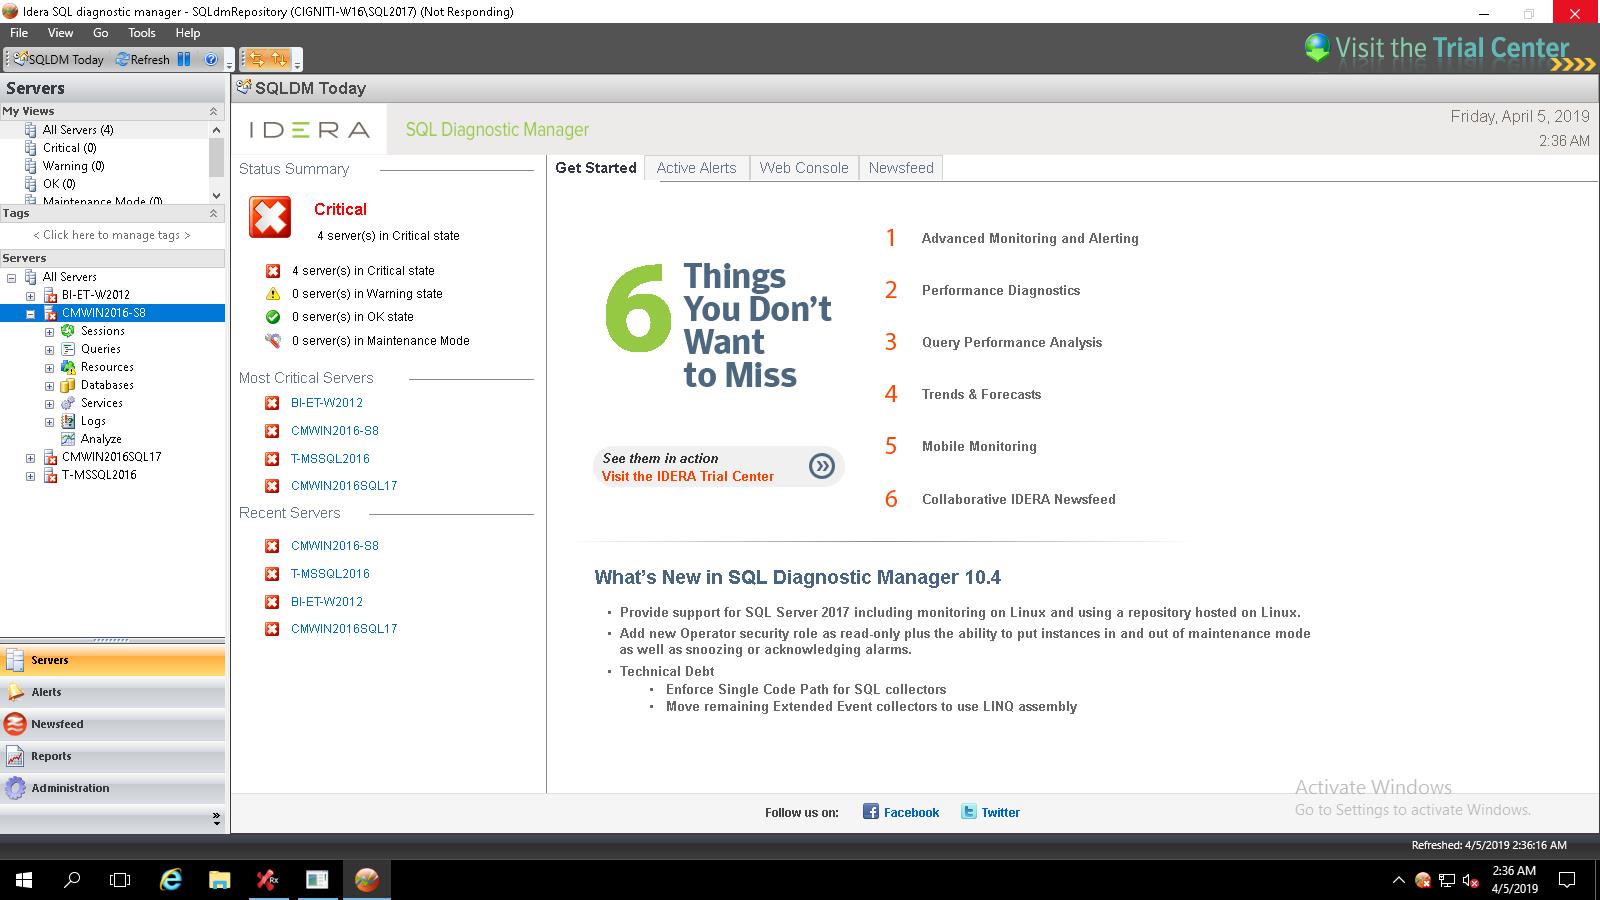 Idera SQL diagnostic manager - SQLdmRepository (CIGNITI-W16\SQL2017) (Not Responding)
File View Go Tools Help
SQLDM Today Refresh
Visit the Trial Center
Servers
My Views
All Servers (4)
Critical (0)
Warning (0)
OK (0)
Maintenance Mode (0)
Tags
< Click here to manage tags >
Servers
All Servers
BI-ET-W2012
CMWIN2016-S8
Sessions
Queries
Resources
Databases
Services
Logs
Analyze
CMWIN2016SQL17
T-MSSQL2016
Servers
Alerts
Newsfeed
Reports
Administration
SQLDM Today
IDERA SQL Diagnostic Manager
Friday, April 5, 2019
2:36 AM
Status Summary
Critical
4 server(s) in Critical state
4 server(s) in Critical state
0 server(s) in Warning state
0 server(s) in OK state
0 server(s) in Maintenance Mode
Most Critical Servers
BI-ET-W2012
CMWIN2016-S8
T-MSSQL2016
CMWIN2016SQL17
Recent Servers
CMWIN2016-S8
T-MSSQL2016
BI-ET-W2012
CMWIN2016SQL17
Get Started Active Alerts Web Console Newsfeed
6 Things
You Don't
Want
to Miss
See them in action
Visit the IDERA Trial Center
1 Advanced Monitoring and Alerting
2 Performance Diagnostics
3 Query Performance Analysis
4 Trends & Forecasts
5 Mobile Monitoring
6 Collaborative IDERA Newsfeed
What's New in SQL Diagnostic Manager 10.4
• Provide support for SQL Server 2017 including monitoring on Linux and using a repository hosted on Linux.
• Add new Operator security role as read-only plus the ability to put instances in and out of maintenance mode
as well as snoozing or acknowledging alarms.
• Technical Debt
• Enforce Single Code Path for SQL collectors
• Move remaining Extended Event collectors to use LINQ assembly
Activate Windows
Go to Settings to activate Windows.
Follow us on: Facebook Twitter
Refreshed: 4/5/2019 2:36:16 AM
2:36 AM
4/5/2019